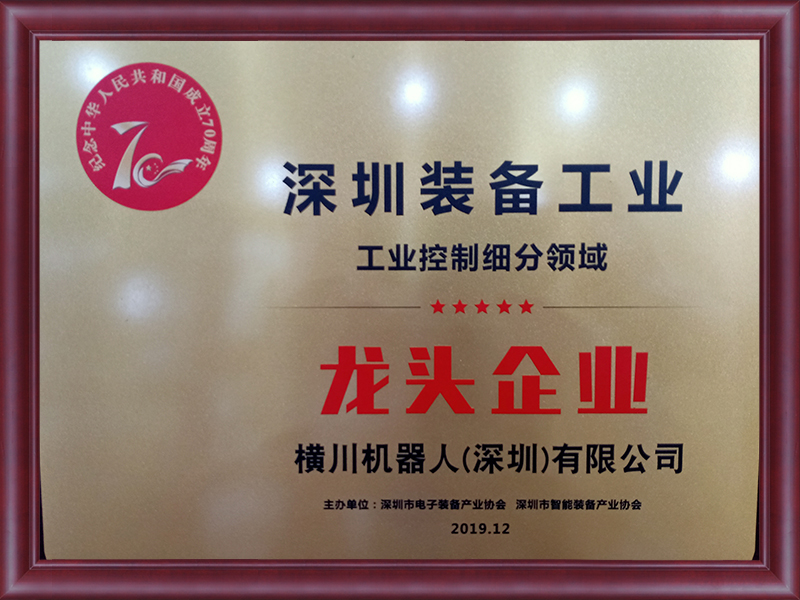 纪念中华人民共和国成立70周年
70
深圳装备工业
工业控制细分领域
龙头企业
横川机器人(深圳)有限公司
主办单位：深圳市电子装备产业协会 深圳市智能装备产业协会
2019.12